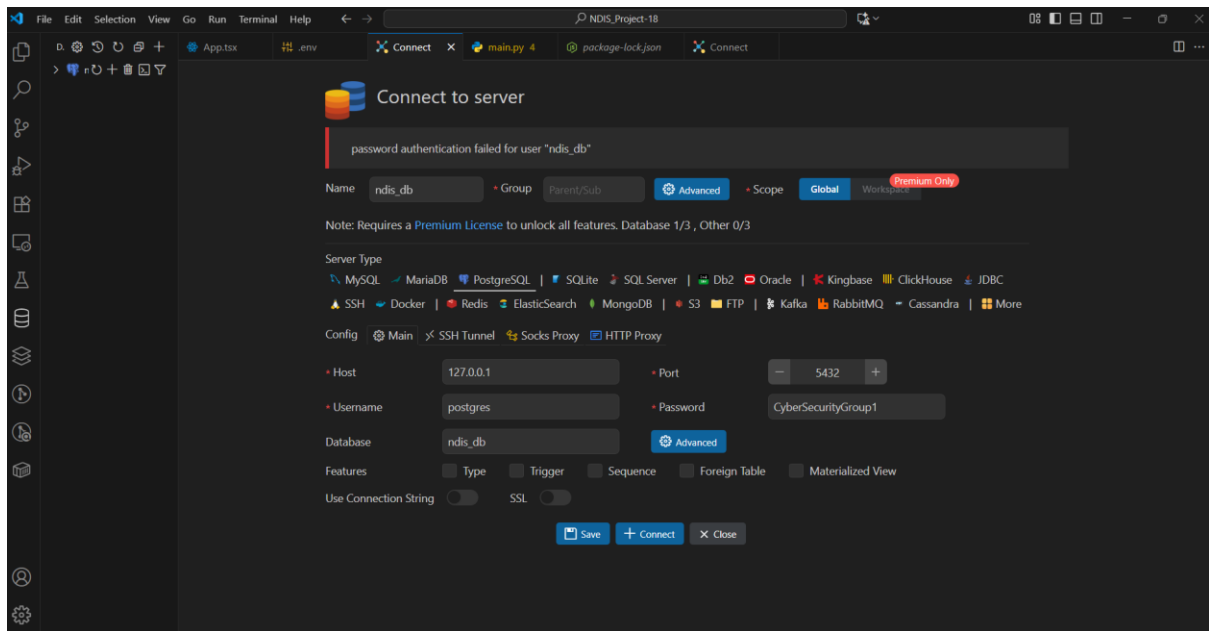 File Edit Selection View Go Run Terminal Help NDIS_Project-18
D. App.tsx .env Connect main.py 4 package-lock.json Connect
Connect to server
password authentication failed for user "ndis_db"
Name ndis_db * Group Parent/Sub Advanced * Scope Global Workspace Premium Only
Note: Requires a Premium License to unlock all features. Database 1/3 , Other 0/3
Server Type
MySQL MariaDB PostgreSQL | SQLite SQL Server | Db2 Oracle | Kingbase ClickHouse JDBC
SSH Docker | Redis ElasticSearch MongoDB | S3 FTP | Kafka RabbitMQ Cassandra | More
Config Main SSH Tunnel Socks Proxy HTTP Proxy
* Host 127.0.0.1 * Port − 5432 +
* Username postgres * Password CyberSecurityGroup1
Database ndis_db Advanced
Features Type Trigger Sequence Foreign Table Materialized View
Use Connection String SSL
Save + Connect X Close